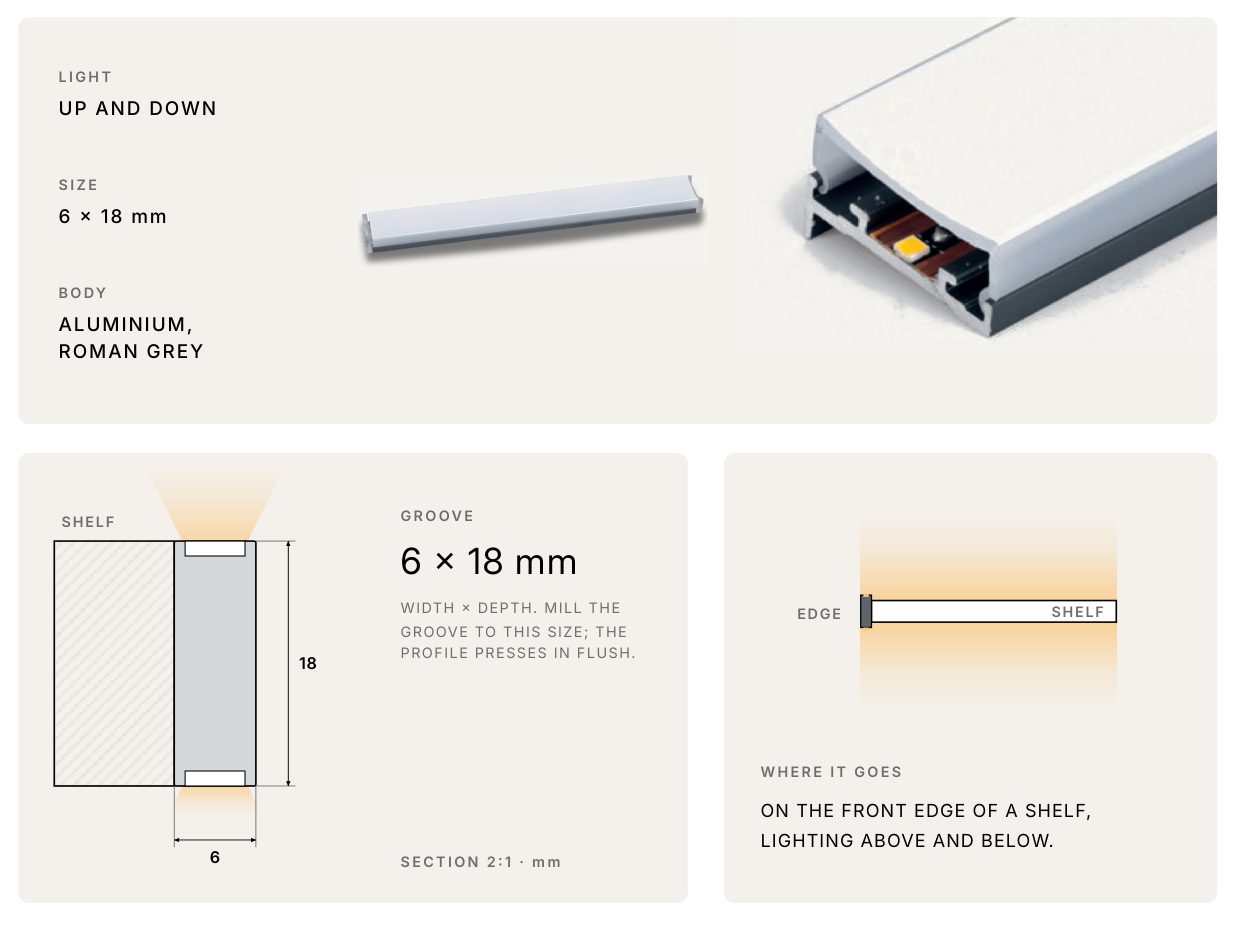 LIGHT
UP AND DOWN
SIZE
6 × 18 mm
BODY
ALUMINIUM,
ROMAN GREY
SHELF
18
6
GROOVE
6 × 18 mm
WIDTH × DEPTH. MILL THE
GROOVE TO THIS SIZE; THE
PROFILE PRESSES IN FLUSH.
SECTION 2:1 · mm
EDGE
SHELF
WHERE IT GOES
ON THE FRONT EDGE OF A SHELF,
LIGHTING ABOVE AND BELOW.